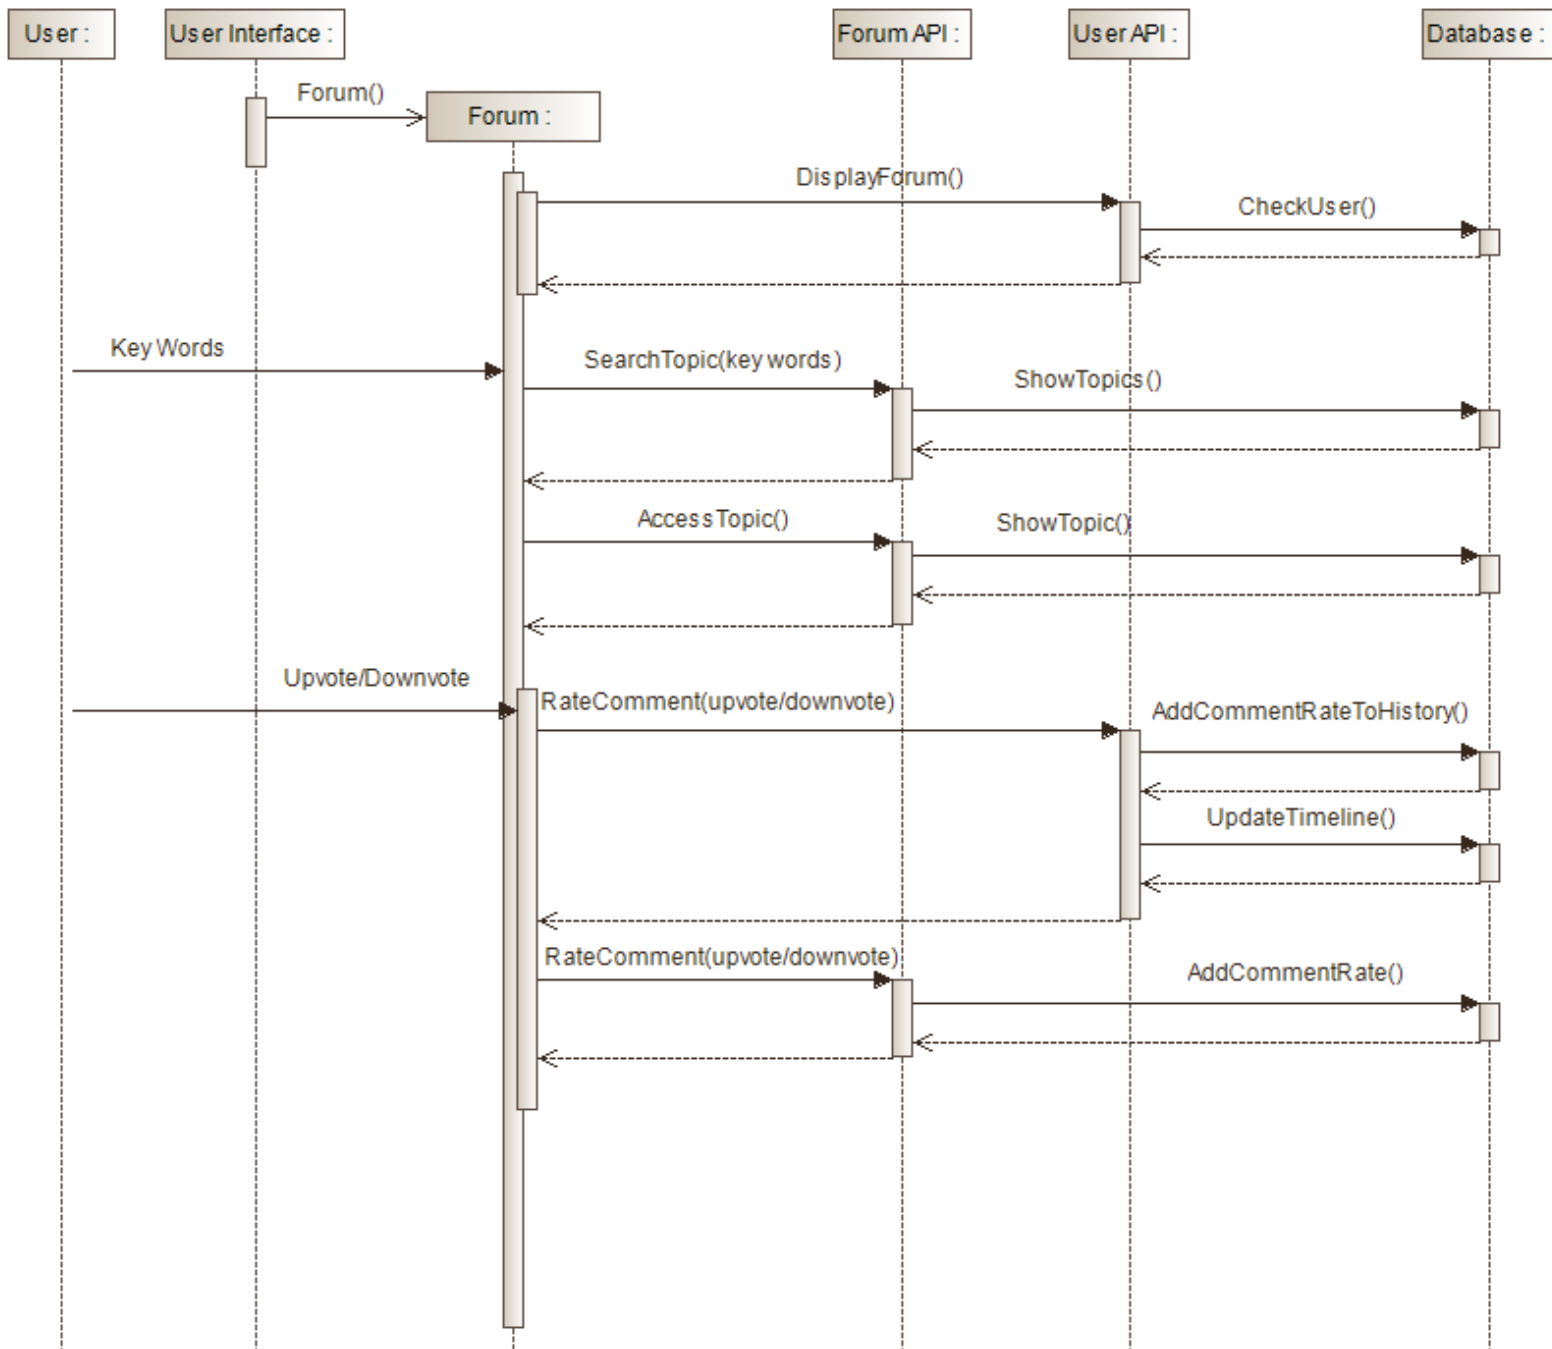 User :
User Interface :
Forum API :
User API :
Database :
Forum()
Forum :
DisplayForum()
CheckUser()
Key Words
SearchTopic(key words)
ShowTopics()
AccessTopic()
ShowTopic()
Upvote/Downvote
RateComment(upvote/downvote)
AddCommentRateToHistory()
UpdateTimeline()
RateComment(upvote/downvote)
AddCommentRate()